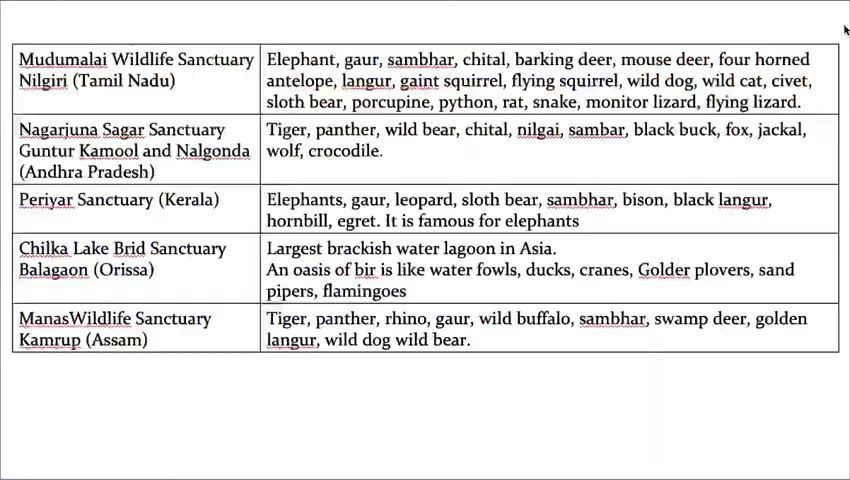 Mudumalai Wildlife Sanctuary
Nilgiri (Tamil Nadu)
Elephant, gaur, sambhar, chital, barking deer, mouse deer, four horned
antelope, langur, gaint squirrel, flying squirrel, wild dog, wild cat, civet,
sloth bear, porcupine, python, rat, snake, monitor lizard, flying lizard.
Nagarjuna Sagar Sanctuary
Guntur Kamool and Nalgonda
(Andhra Pradesh)
Tiger, panther, wild bear, chital, nilgai, sambar, black buck, fox, jackal,
wolf, crocodile.
Periyar Sanctuary (Kerala)
Elephants, gaur, leopard, sloth bear, sambhar, bison, black langur,
hornbill, egret. It is famous for elephants
Chilka Lake Brid Sanctuary
Balagaon (Orissa)
Largest brackish water lagoon in Asia.
An oasis of bir is like water fowls, ducks, cranes, Golder plovers, sand
pipers, flamingoes
ManasWildlife Sanctuary
Kamrup (Assam)
Tiger, panther, rhino, gaur, wild buffalo, sambhar, swamp deer, golden
langur, wild dog wild bear.